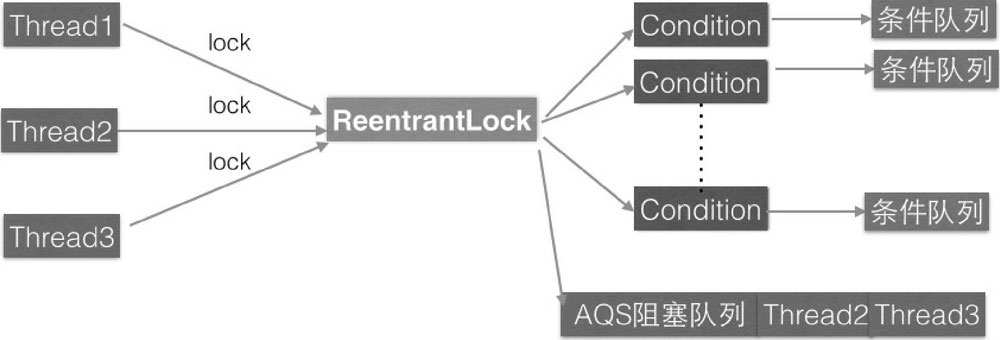 Thread1
lock
Thread2
lock
lock
Thread3
ReentrantLock
Condition
条件队列
Condition
条件队列
Condition
条件队列
AQS阻塞队列 Thread2 Thread3